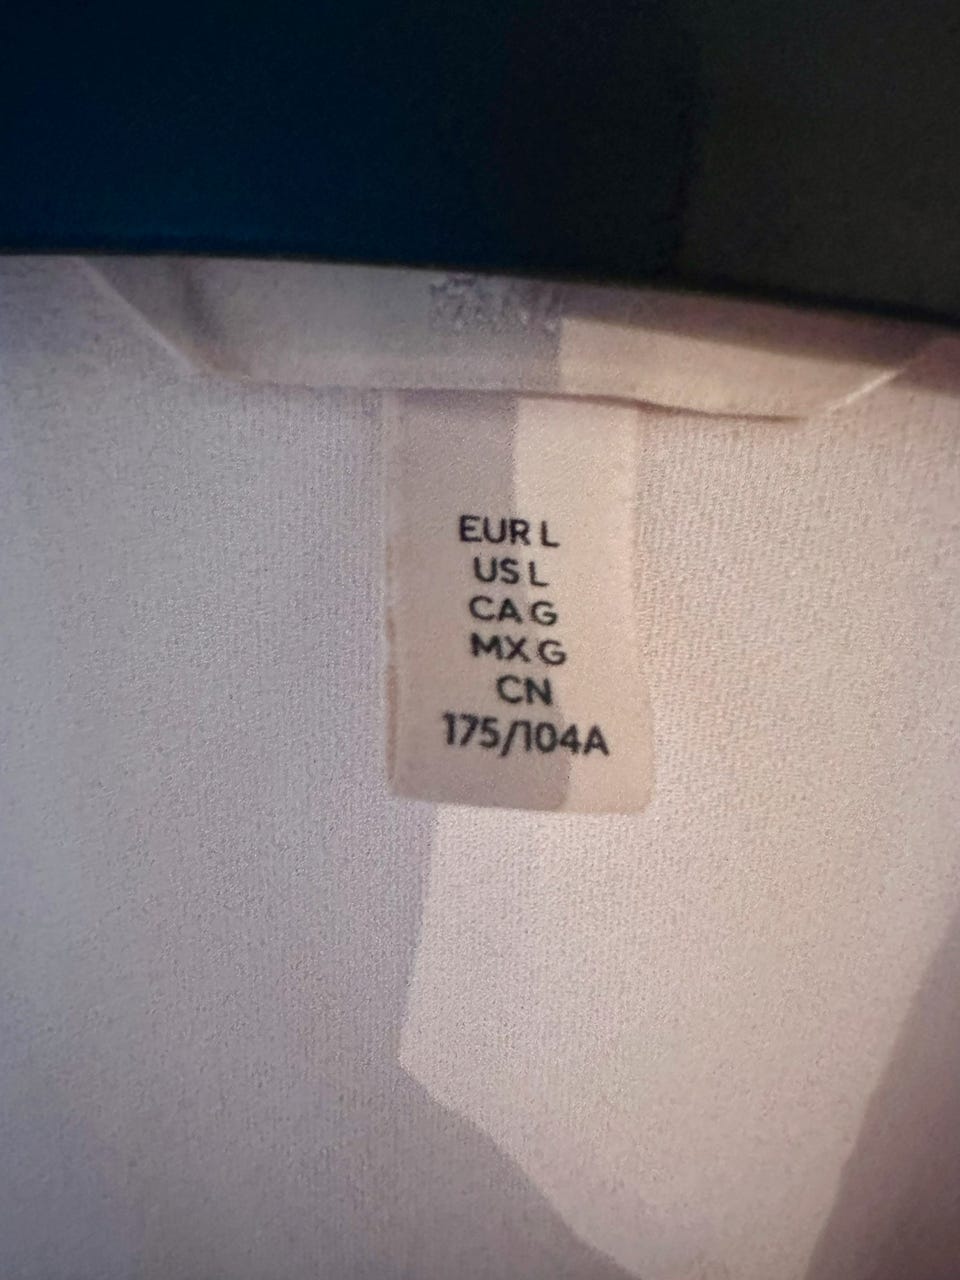 EUR L
US L
CA G
MX G
CN
175/104A